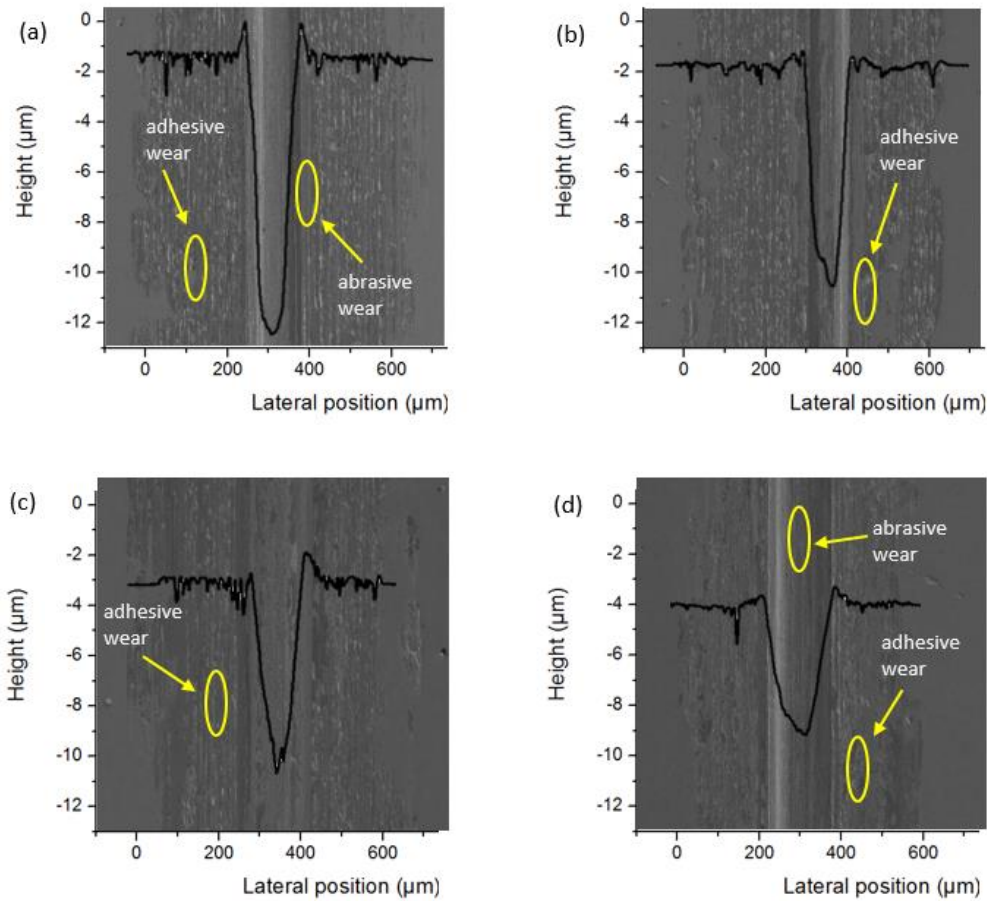 (a)
0
-2
-4
-6
-8
-10
-12
Height (µm)
adhesive
wear
abrasive
wear
0 200 400 600
Lateral position (µm)
(b)
0
-2
-4
-6
-8
-10
-12
Height (µm)
adhesive
wear
0 200 400 600
Lateral position (µm)
(c)
0
-2
-4
-6
-8
-10
-12
Height (µm)
adhesive
wear
0 200 400 600
Lateral position (µm)
(d)
0
-2
-4
-6
-8
-10
-12
Height (µm)
abrasive
wear
adhesive
wear
0 200 400 600
Lateral position (µm)